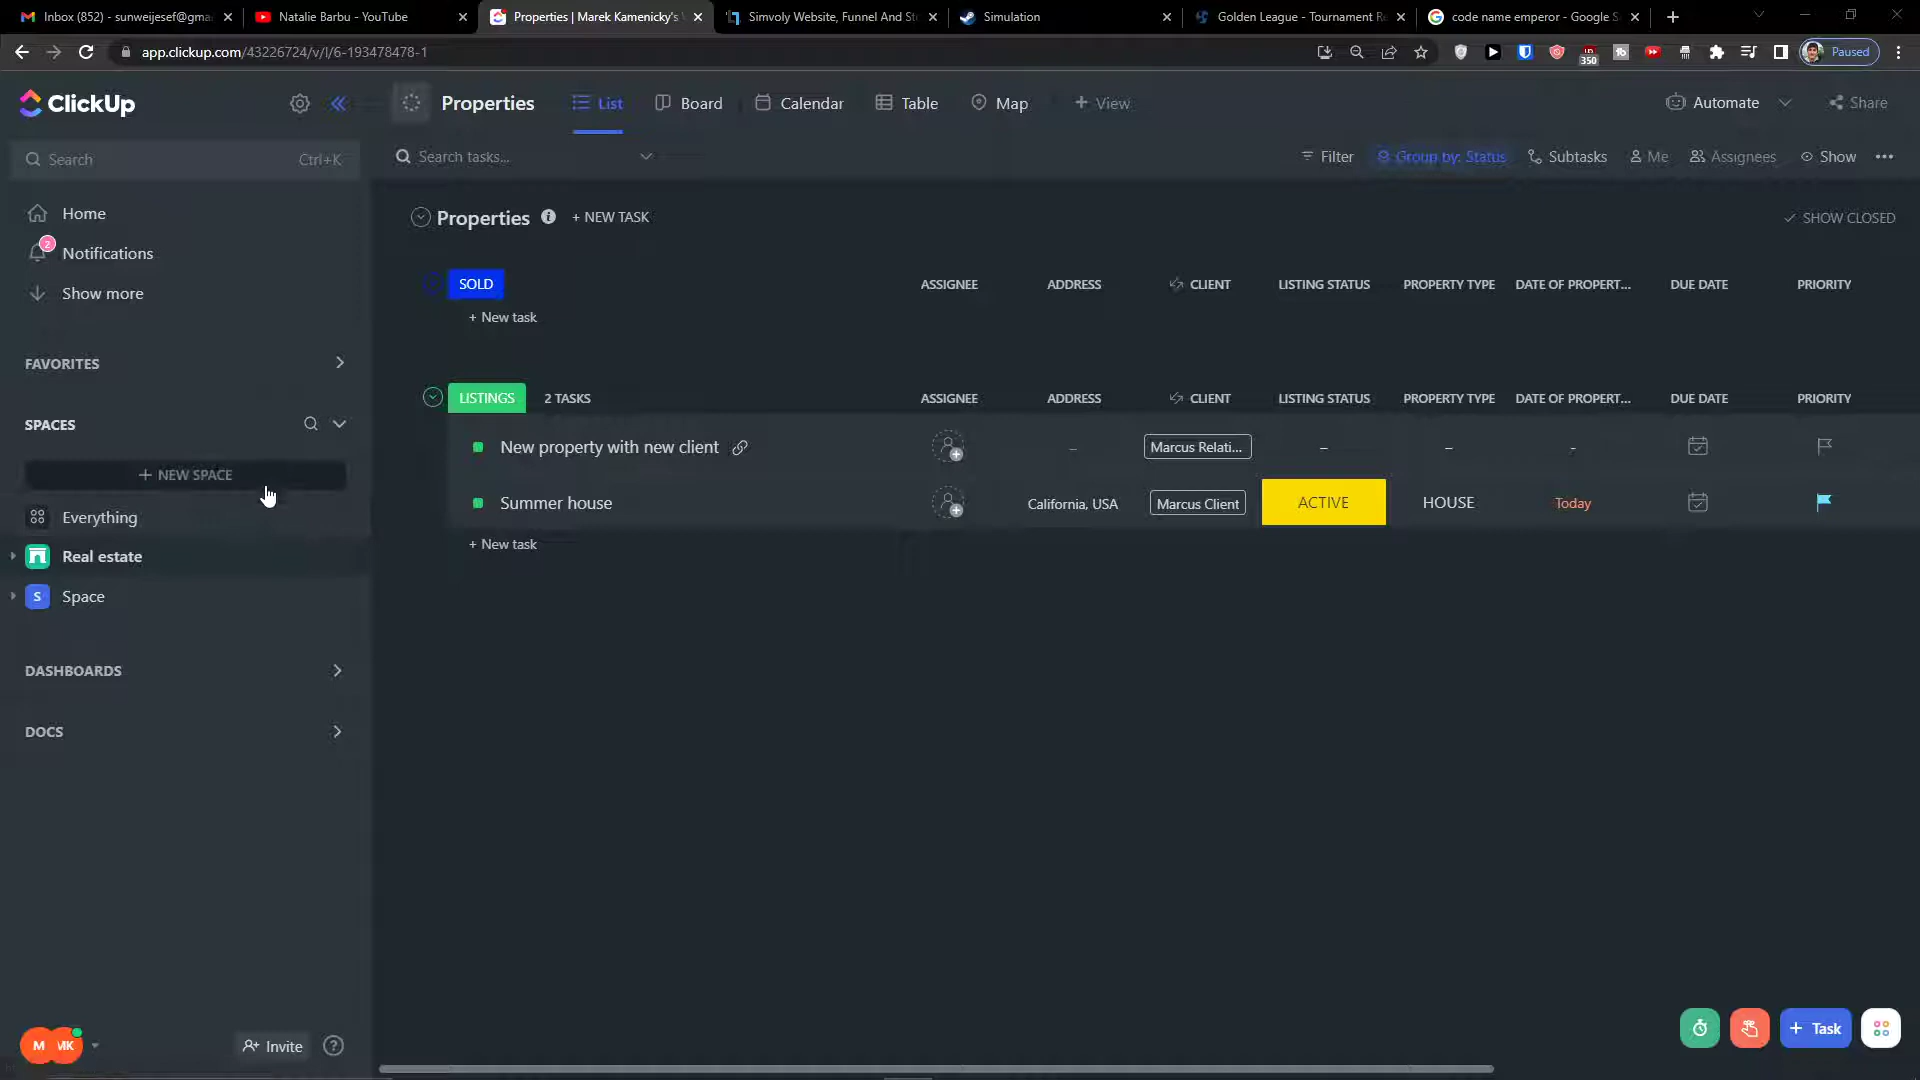 Inbox (852) - sunweijesef@gma
Natalie Barbu - YouTube
Properties | Marek Kamenicky's
Simvoly Website, Funnel And St
Simulation
Golden League - Tournament R
code name emperor - Google S
app.clickup.com/43226724/v/l/6-193478478-1
350
Paused
ClickUp
Properties
List
Board
Calendar
Table
Map
+ View
Automate
Share
Search
Ctrl+K
Search tasks...
Filter
Group by: Status
Subtasks
Me
Assignees
Show
Home
2
Notifications
Show more
FAVORITES
SPACES
+ NEW SPACE
Everything
Real estate
S
Space
DASHBOARDS
DOCS
M
MK
Invite
?
Properties
+ NEW TASK
SHOW CLOSED
SOLD
ASSIGNEE
ADDRESS
CLIENT
LISTING STATUS
PROPERTY TYPE
DATE OF PROPERT...
DUE DATE
PRIORITY
+ New task
LISTINGS
2 TASKS
ASSIGNEE
ADDRESS
CLIENT
LISTING STATUS
PROPERTY TYPE
DATE OF PROPERT...
DUE DATE
PRIORITY
New property with new client
–
Marcus Relati...
–
–
-
Summer house
California, USA
Marcus Client
ACTIVE
HOUSE
Today
+ New task
+ Task